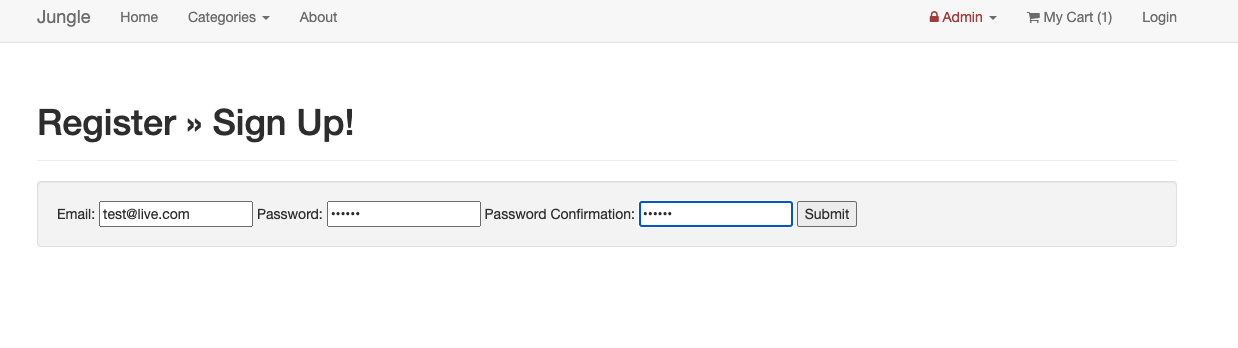 Jungle Home Categories About Admin My Cart (1) Login
Register » Sign Up!
Email: test@live.com Password: •••••• Password Confirmation: •••••• Submit